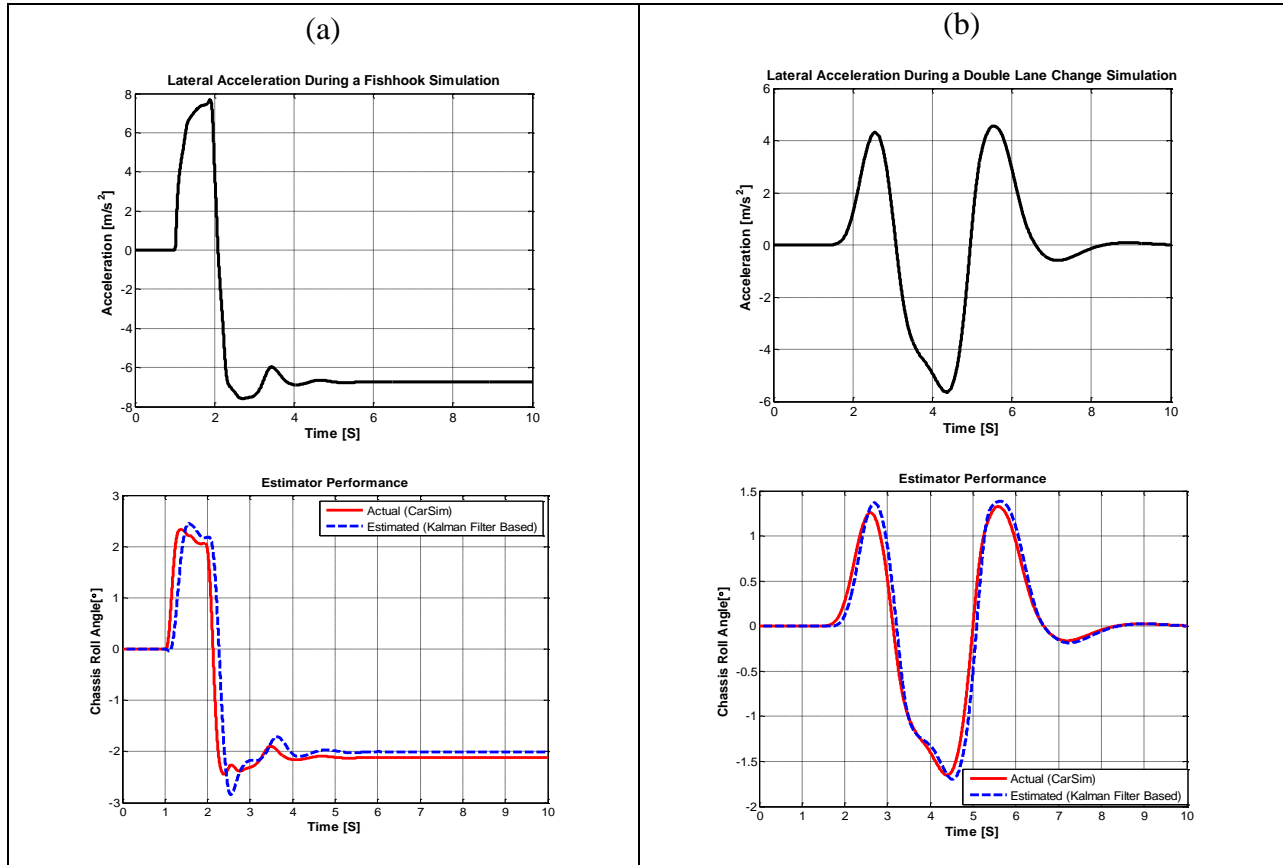 (a)
Lateral Acceleration During a Fishhook Simulation
8
6
4
2
0
-2
-4
-6
-8
Acceleration [m/s²]
0 2 4 6 8 10
Time [S]
Estimator Performance
3
2
1
0
-1
-2
-3
Chassis Roll Angle[°]
Actual (CarSim)
Estimated (Kalman Filter Based)
0 1 2 3 4 5 6 7 8 9 10
Time [S]
(b)
Lateral Acceleration During a Double Lane Change Simulation
6
4
2
0
-2
-4
-6
Acceleration [m/s²]
0 2 4 6 8 10
Time [S]
Estimator Performance
1.5
1
0.5
0
-0.5
-1
-1.5
-2
Chassis Roll Angle[°]
Actual (CarSim)
Estimated (Kalman Filter Based)
0 1 2 3 4 5 6 7 8 9 10
Time [S]